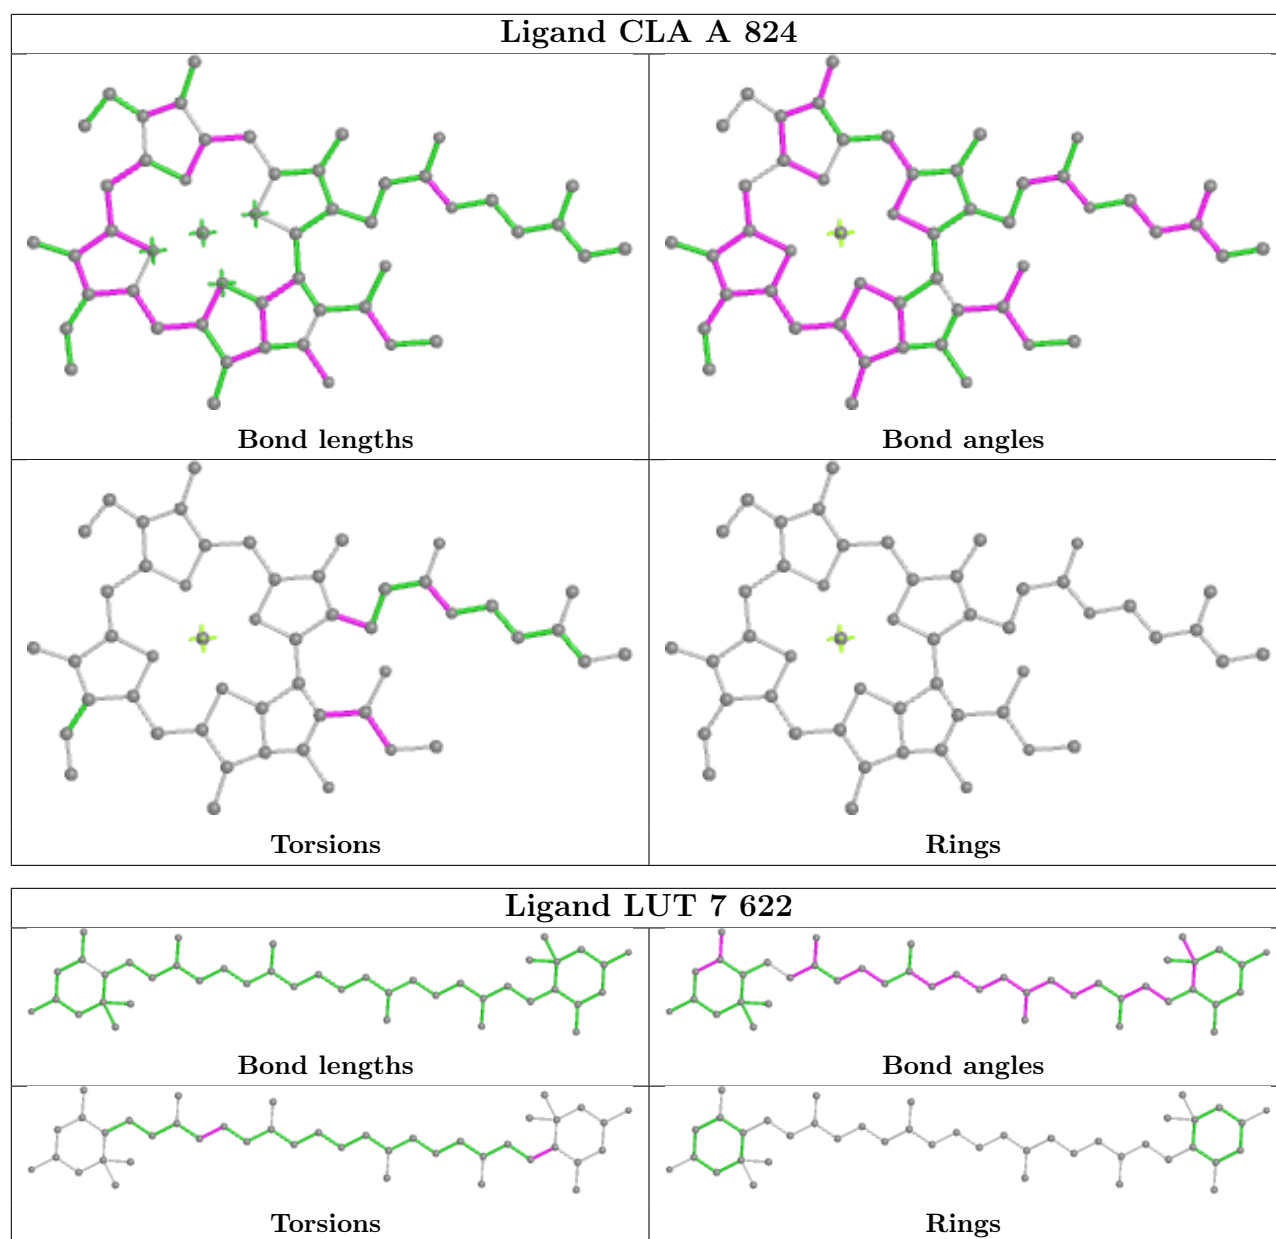 Ligand CLA A 824
Bond lengths
Bond angles
Torsions
Rings
Ligand LUT 7 622
Bond lengths
Bond angles
Torsions
Rings